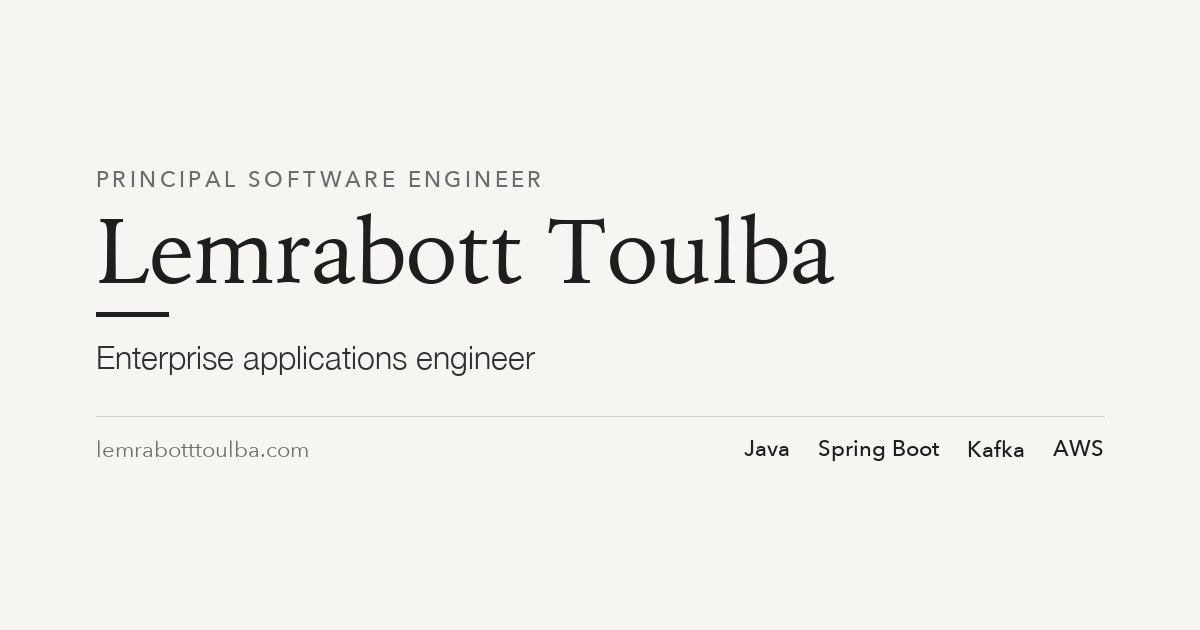 PRINCIPAL SOFTWARE ENGINEER
Lemrabott Toulba
Enterprise applications engineer
lemrabotttoulba.com Java Spring Boot Kafka AWS